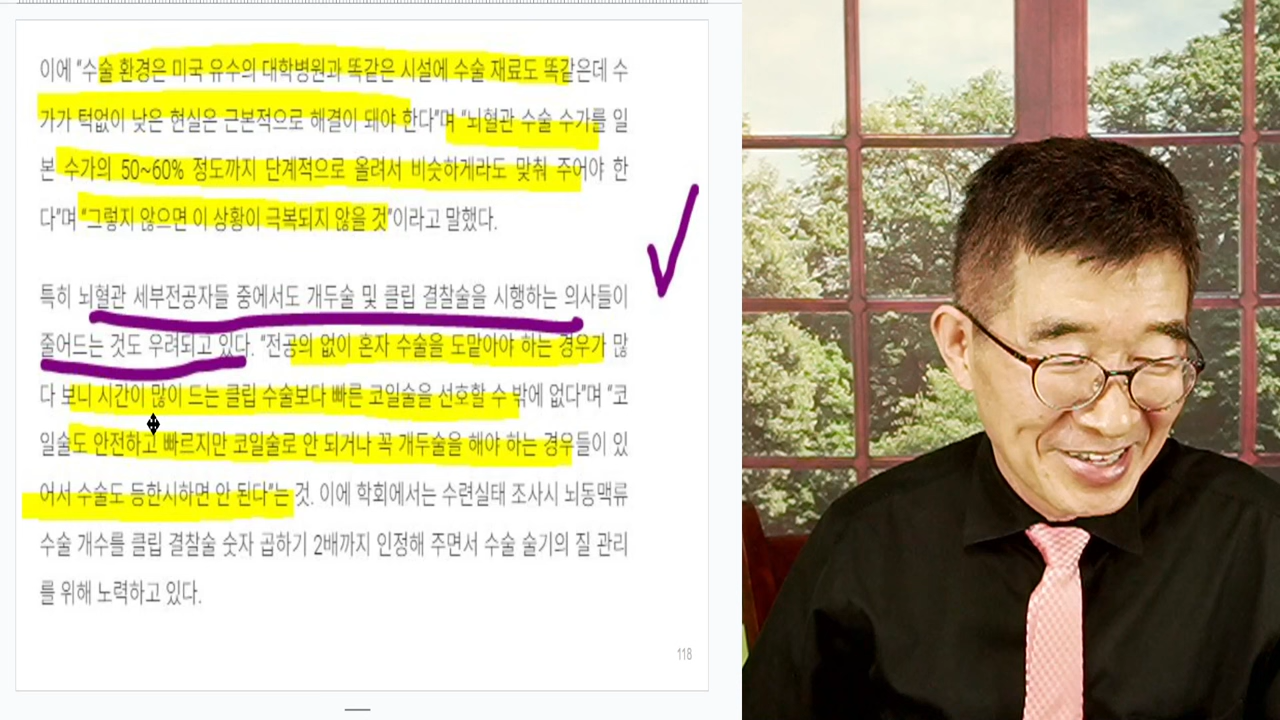 이에 “수술 환경은 미국 유수의 대학병원과 똑같은 시설에 수술 재료도 똑같은데 수
가가 턱없이 낮은 현실은 근본적으로 해결이 돼야 한다”며 “뇌혈관 수술 수가를 일
본 수가의 50~60% 정도까지 단계적으로 올려서 비슷하게라도 맞춰 주어야 한
다”며 “그렇지 않으면 이 상황이 극복되지 않을 것”이라고 말했다.
특히 뇌혈관 세부전공자들 중에서도 개두술 및 클립 결찰술을 시행하는 의사들이
줄어드는 것도 우려되고 있다. “전공의 없이 혼자 수술을 도맡아야 하는 경우가 많
다 보니 시간이 많이 드는 클립 수술보다 빠른 코일술을 선호할 수 밖에 없다”며 “코
일술도 안전하고 빠르지만 코일술로 안 되거나 꼭 개두술을 해야 하는 경우들이 있
어서 수술도 등한시하면 안 된다”는 것. 이에 학회에서는 수련실태 조사시 뇌동맥류
수술 개수를 클립 결찰술 숫자 곱하기 2배까지 인정해 주면서 수술 술기의 질 관리
를 위해 노력하고 있다.
118